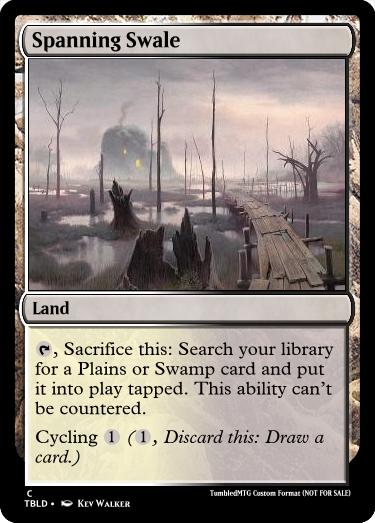 Spanning Swale
Land
, Sacrifice this: Search your library
for a Plains or Swamp card and put
it into play tapped. This ability can't
be countered.
Cycling 1 (1, Discard this: Draw a
card.)
C
TBLD • Kev Walker
TumbledMTG Custom Format (NOT FOR SALE)